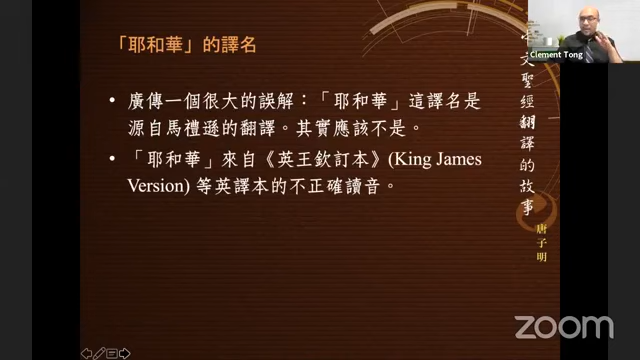 「耶和華」的譯名
• 廣傳一個很大的誤解：「耶和華」這譯名是
源自馬禮遜的翻譯。其實應該不是。
• 「耶和華」來自《英王欽訂本》(King James
Version) 等英譯本的不正確讀音。
文聖經翻譯的故事
唐子明
Clement Tong
zoom